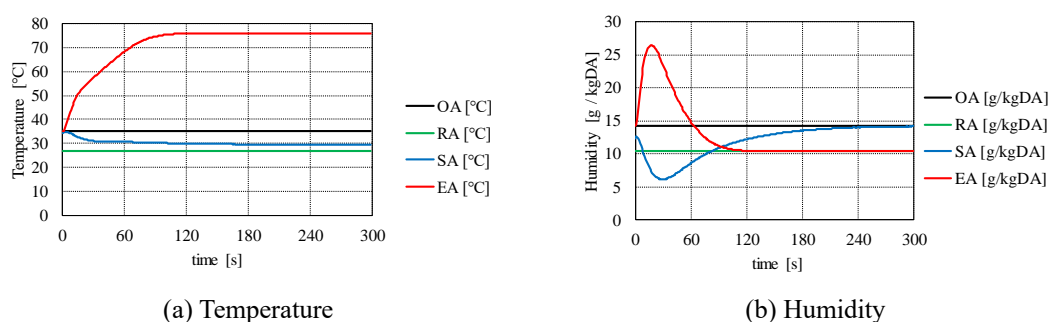 80
70
60
50
40
30
20
10
0
Temperature [℃]
0 60 120 180 240 300
time [s]
OA [℃]
RA [℃]
SA [℃]
EA [℃]
(a) Temperature
30
25
20
15
10
5
0
Humidity [g / kgDA]
0 60 120 180 240 300
time [s]
OA [g/kgDA]
RA [g/kgDA]
SA [g/kgDA]
EA [g/kgDA]
(b) Humidity